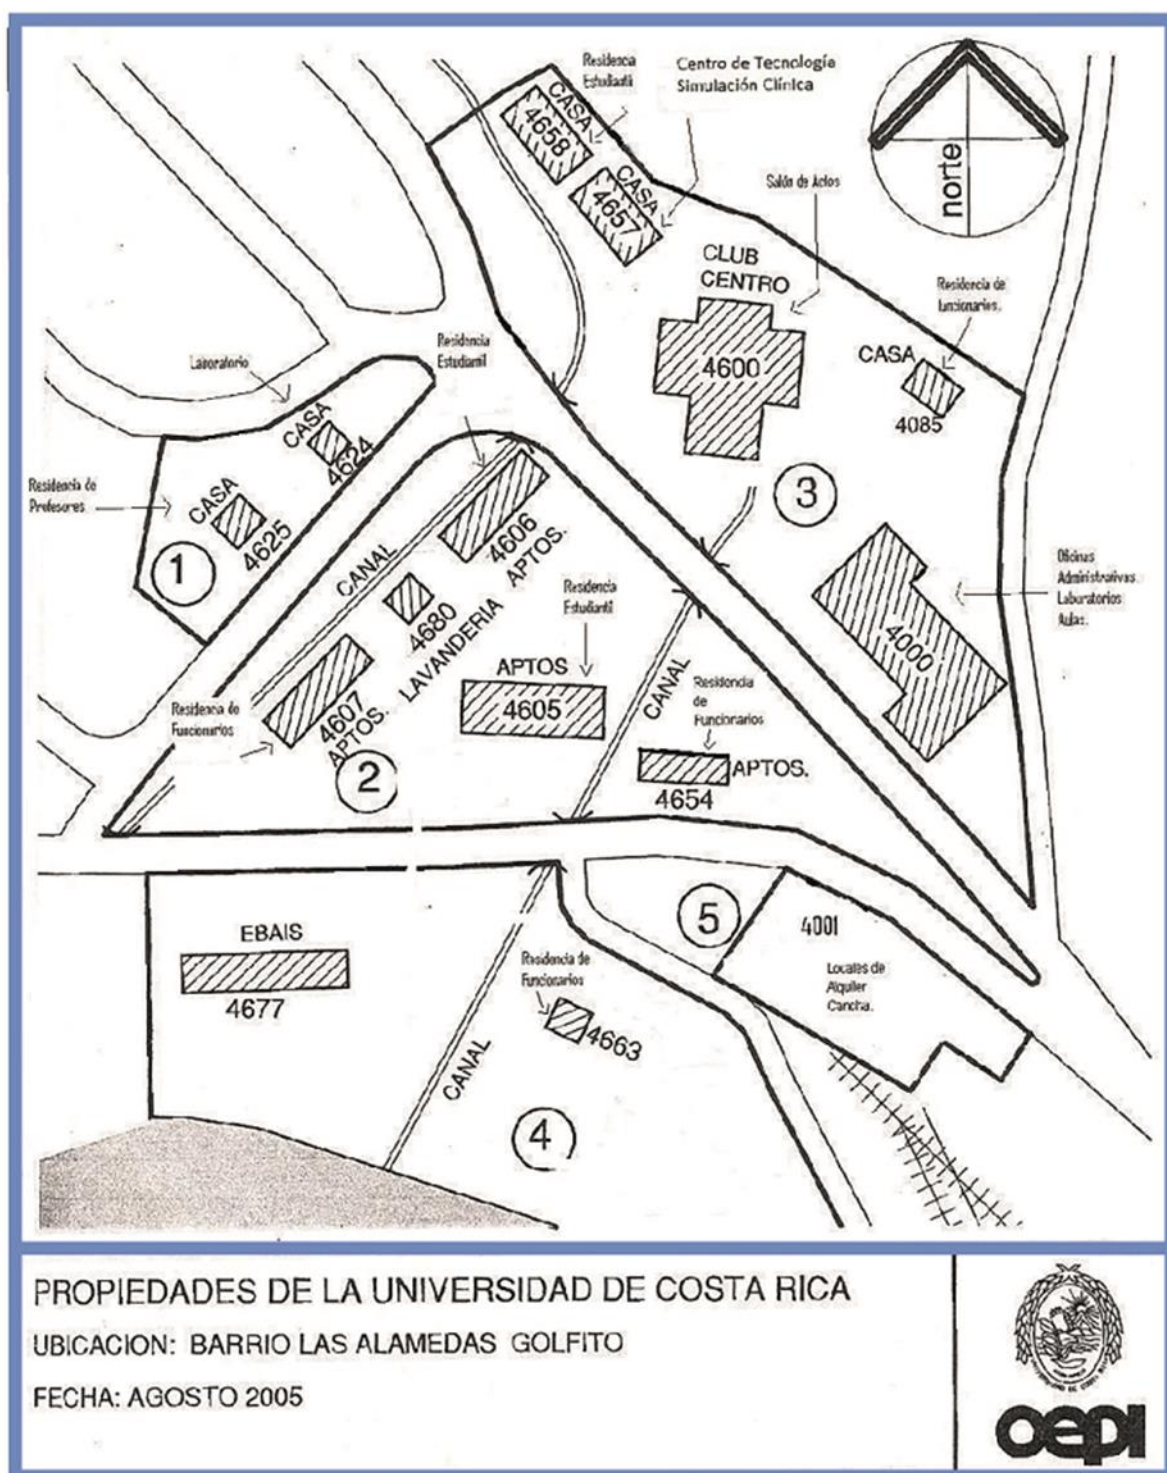 Residencia
Estudiantil
Centro de Tecnología
Simulación Clínica
CASA
4658
CASA
4657
Salón de Actos
norte
CLUB
CENTRO
4600
Residencia de
funcionarios.
CASA
4085
Residencia
Estudiantil
Laboratorio
CASA
4624
Residencia de
Profesores
CASA
4625
1
3
CANAL
4606
APTOS.
4680
LAVANDERIA
Residencia
Estudiantil
Oficinas
Administrativas
Laboratorios
Aulas.
4000
APTOS
4605
CANAL
Residencia
de
Funcionarios
APTOS.
4654
Residencia de
Funcionarios
4607
APTOS.
2
EBAIS
4677
5
4001
Locales de
Alquiler
Cancha.
Residencia de
Funcionarios
4663
CANAL
4
PROPIEDADES DE LA UNIVERSIDAD DE COSTA RICA
UBICACION: BARRIO LAS ALAMEDAS GOLFITO
FECHA: AGOSTO 2005
oepi